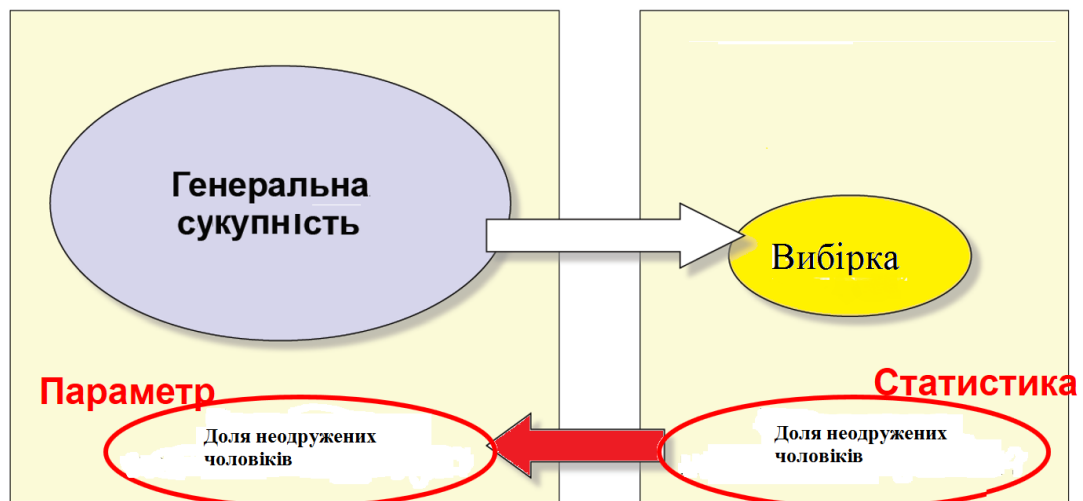 Генеральна
сукупність
Вибірка
Параметр
Статистика
Доля неодружених
чоловіків
Доля неодружених
чоловіків